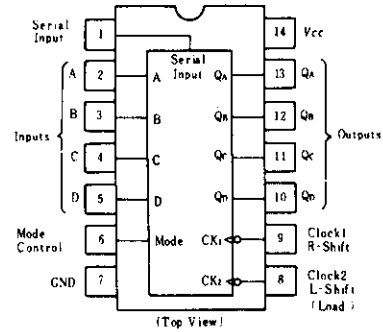 Serial
Input
1
14
Vcc
Serial
Input
A
2
A
QA
13
QA
B
3
B
QB
12
QB
Inputs
Outputs
C
4
C
QC
11
QC
D
5
D
QD
10
QD
Mode
Control
6
Mode
CK1
9
Clock1
R-Shift
GND
7
CK2
8
Clock2
L-Shift
(Load)
(Top View)